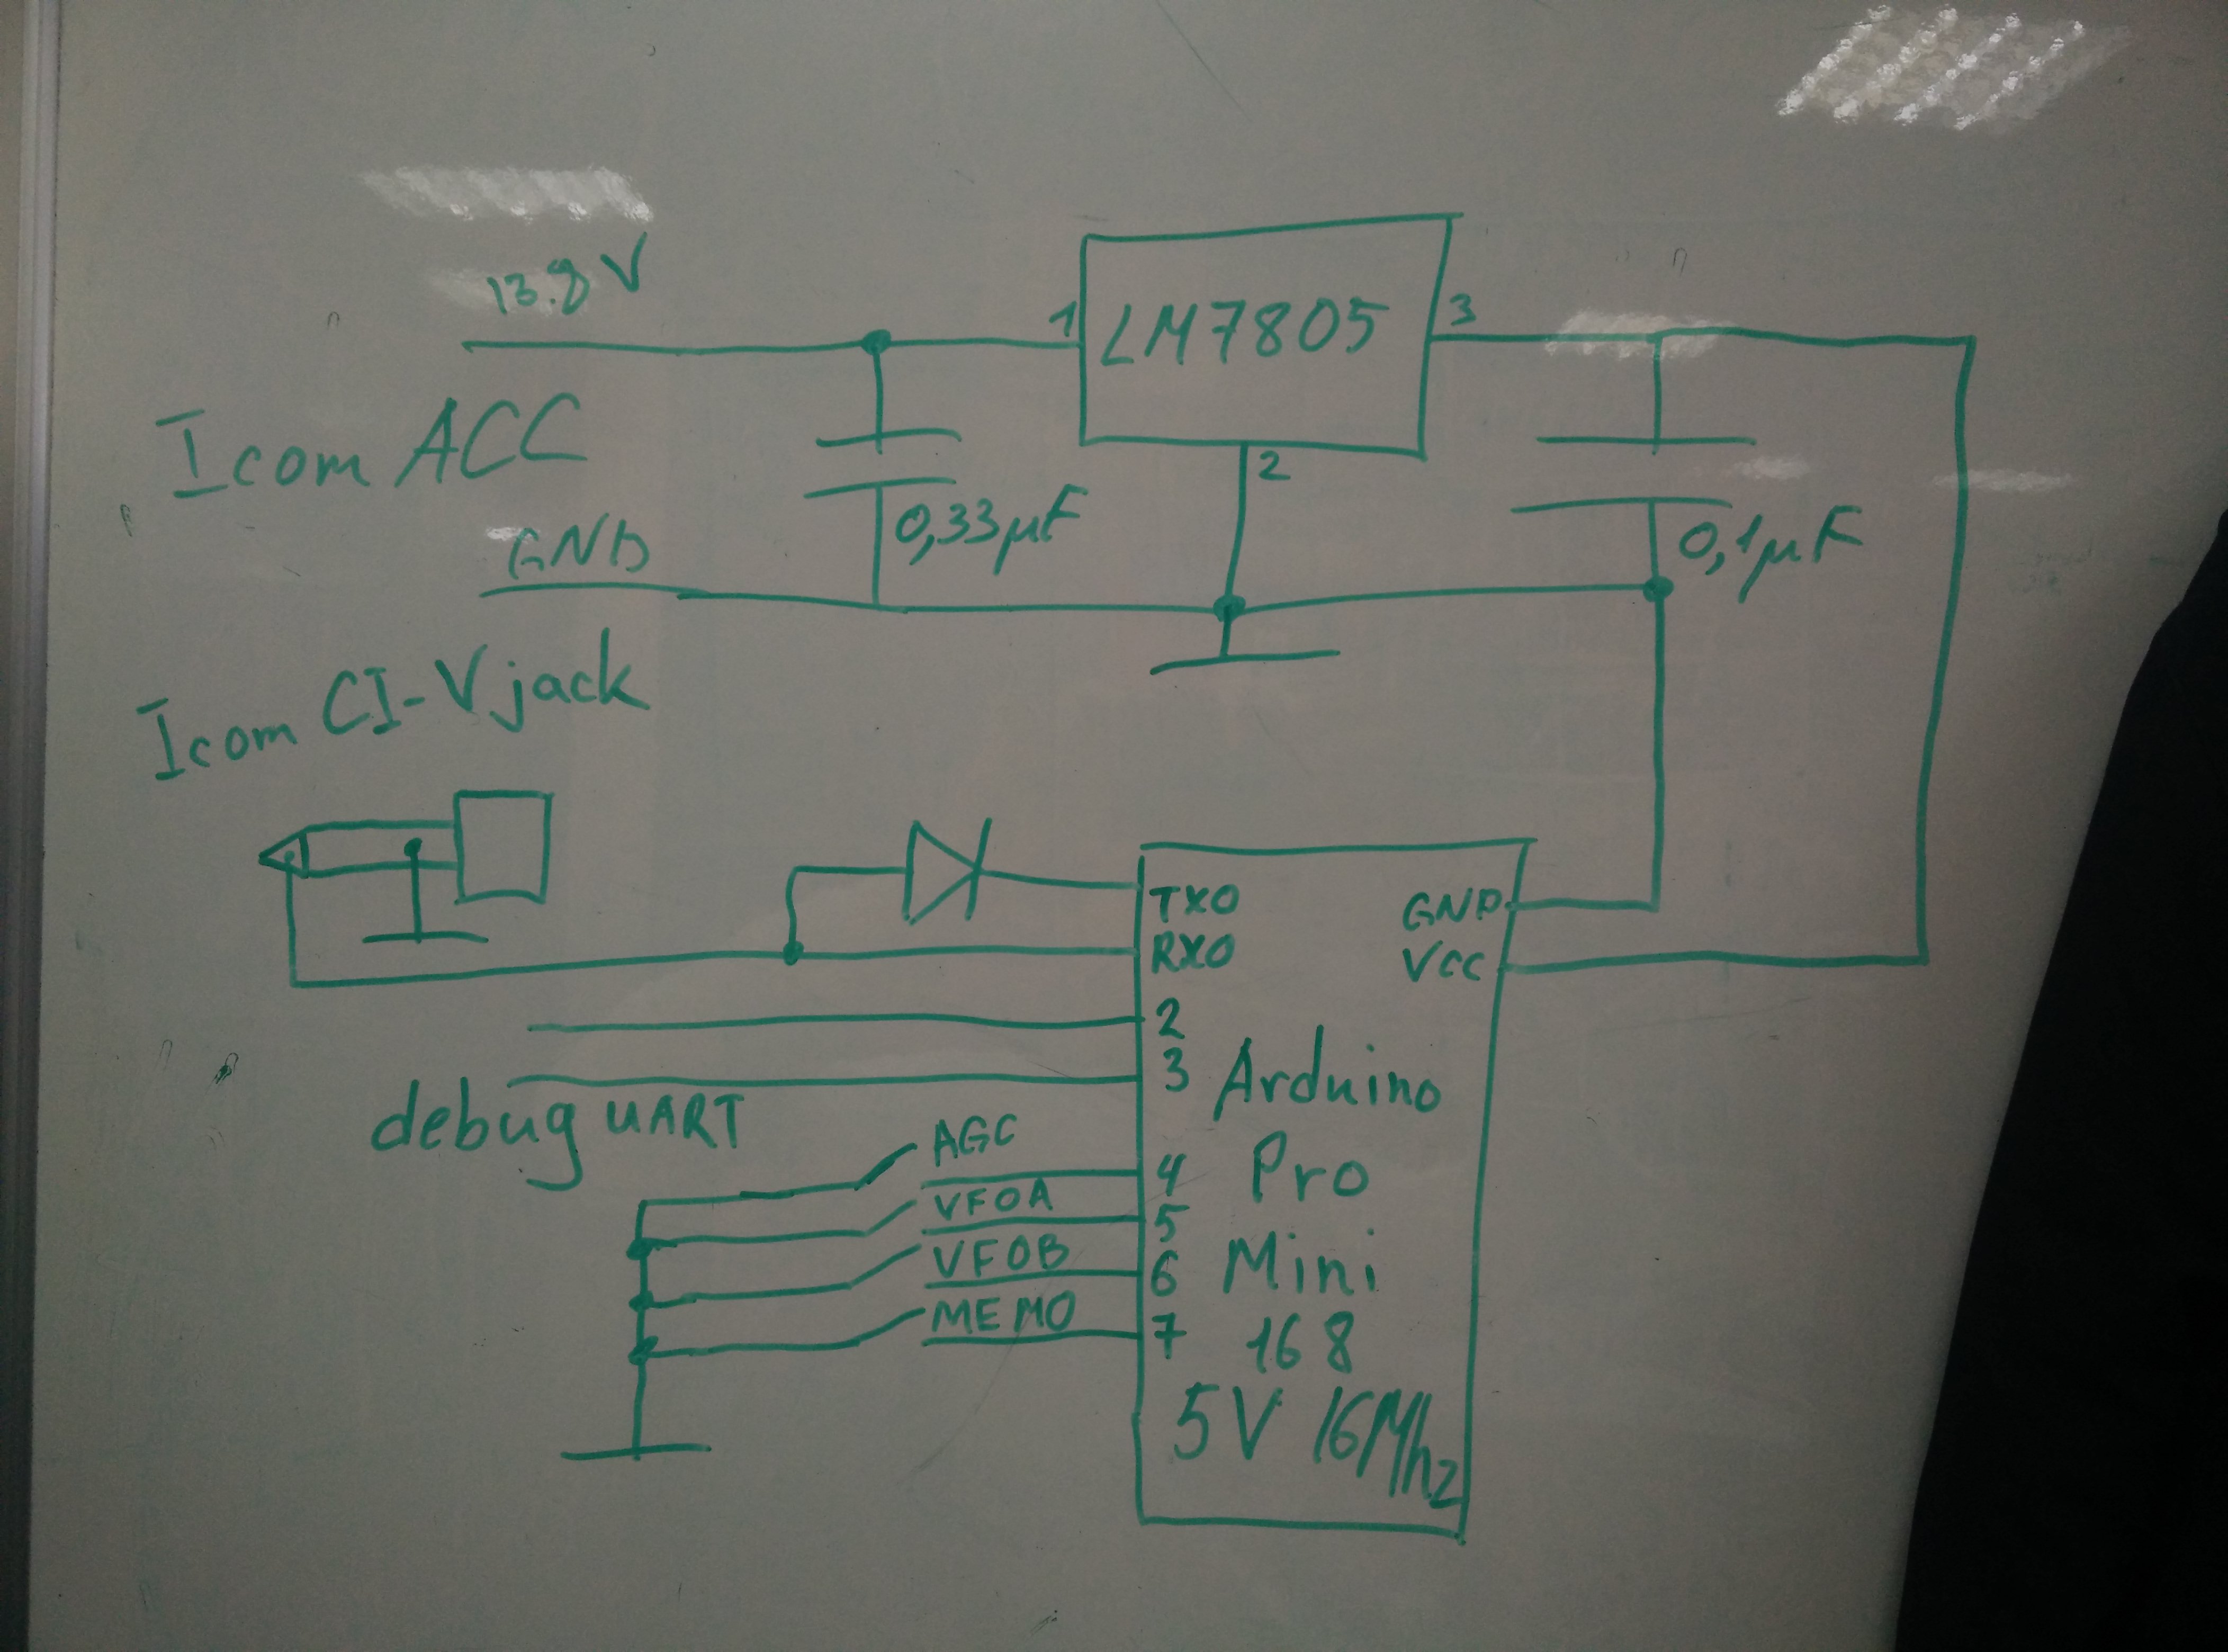 13.8 V
1 LM7805 3
Icom ACC
2
0,33µF
0,1µF
GND
Icom CI-V jack
TXO GND
RXO VCC
2
3 Arduino
debug UART
AGC
4 Pro
VFOA
5
VFOB
6 Mini
MEMO
7 168
5V 16Mhz